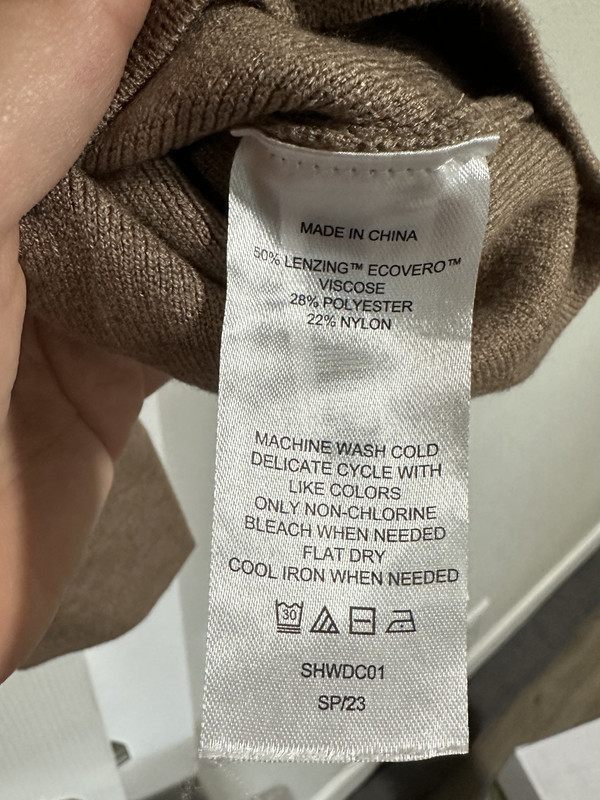 MADE IN CHINA
50% LENZING™ ECOVERO™
VISCOSE
28% POLYESTER
22% NYLON
MACHINE WASH COLD
DELICATE CYCLE WITH
LIKE COLORS
ONLY NON-CHLORINE
BLEACH WHEN NEEDED
FLAT DRY
COOL IRON WHEN NEEDED
30
SHWDC01
SP/23